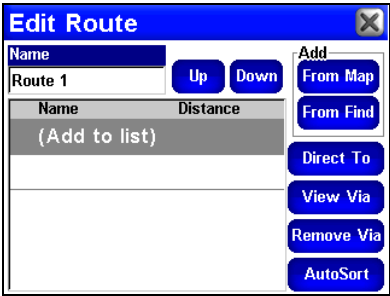 Edit Route
Name
Route 1
Up
Down
Add
From Map
From Find
Name Distance
(Add to list)
Direct To
View Via
Remove Via
AutoSort